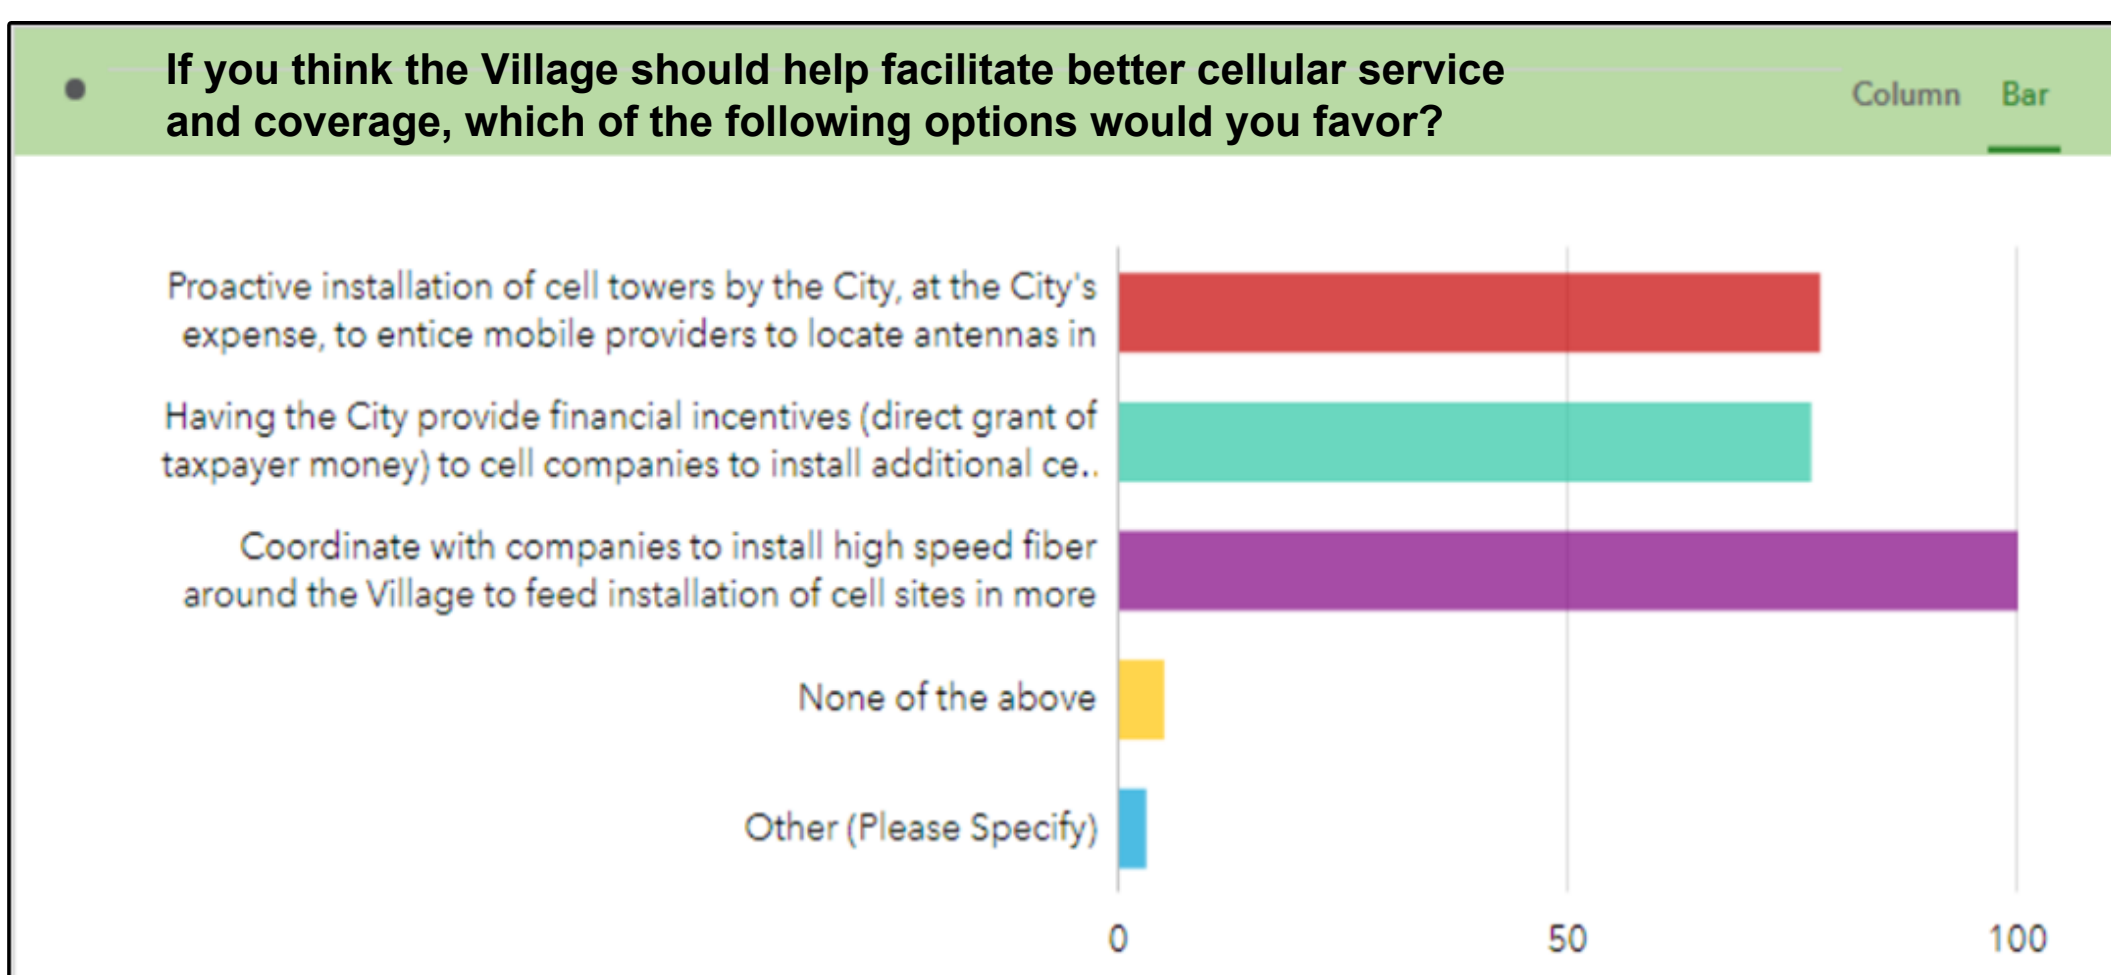 If you think the Village should help facilitate better cellular service
and coverage, which of the following options would you favor?
Column Bar
Proactive installation of cell towers by the City, at the City's
expense, to entice mobile providers to locate antennas in
Having the City provide financial incentives (direct grant of
taxpayer money) to cell companies to install additional ce..
Coordinate with companies to install high speed fiber
around the Village to feed installation of cell sites in more
None of the above
Other (Please Specify)
0 50 100